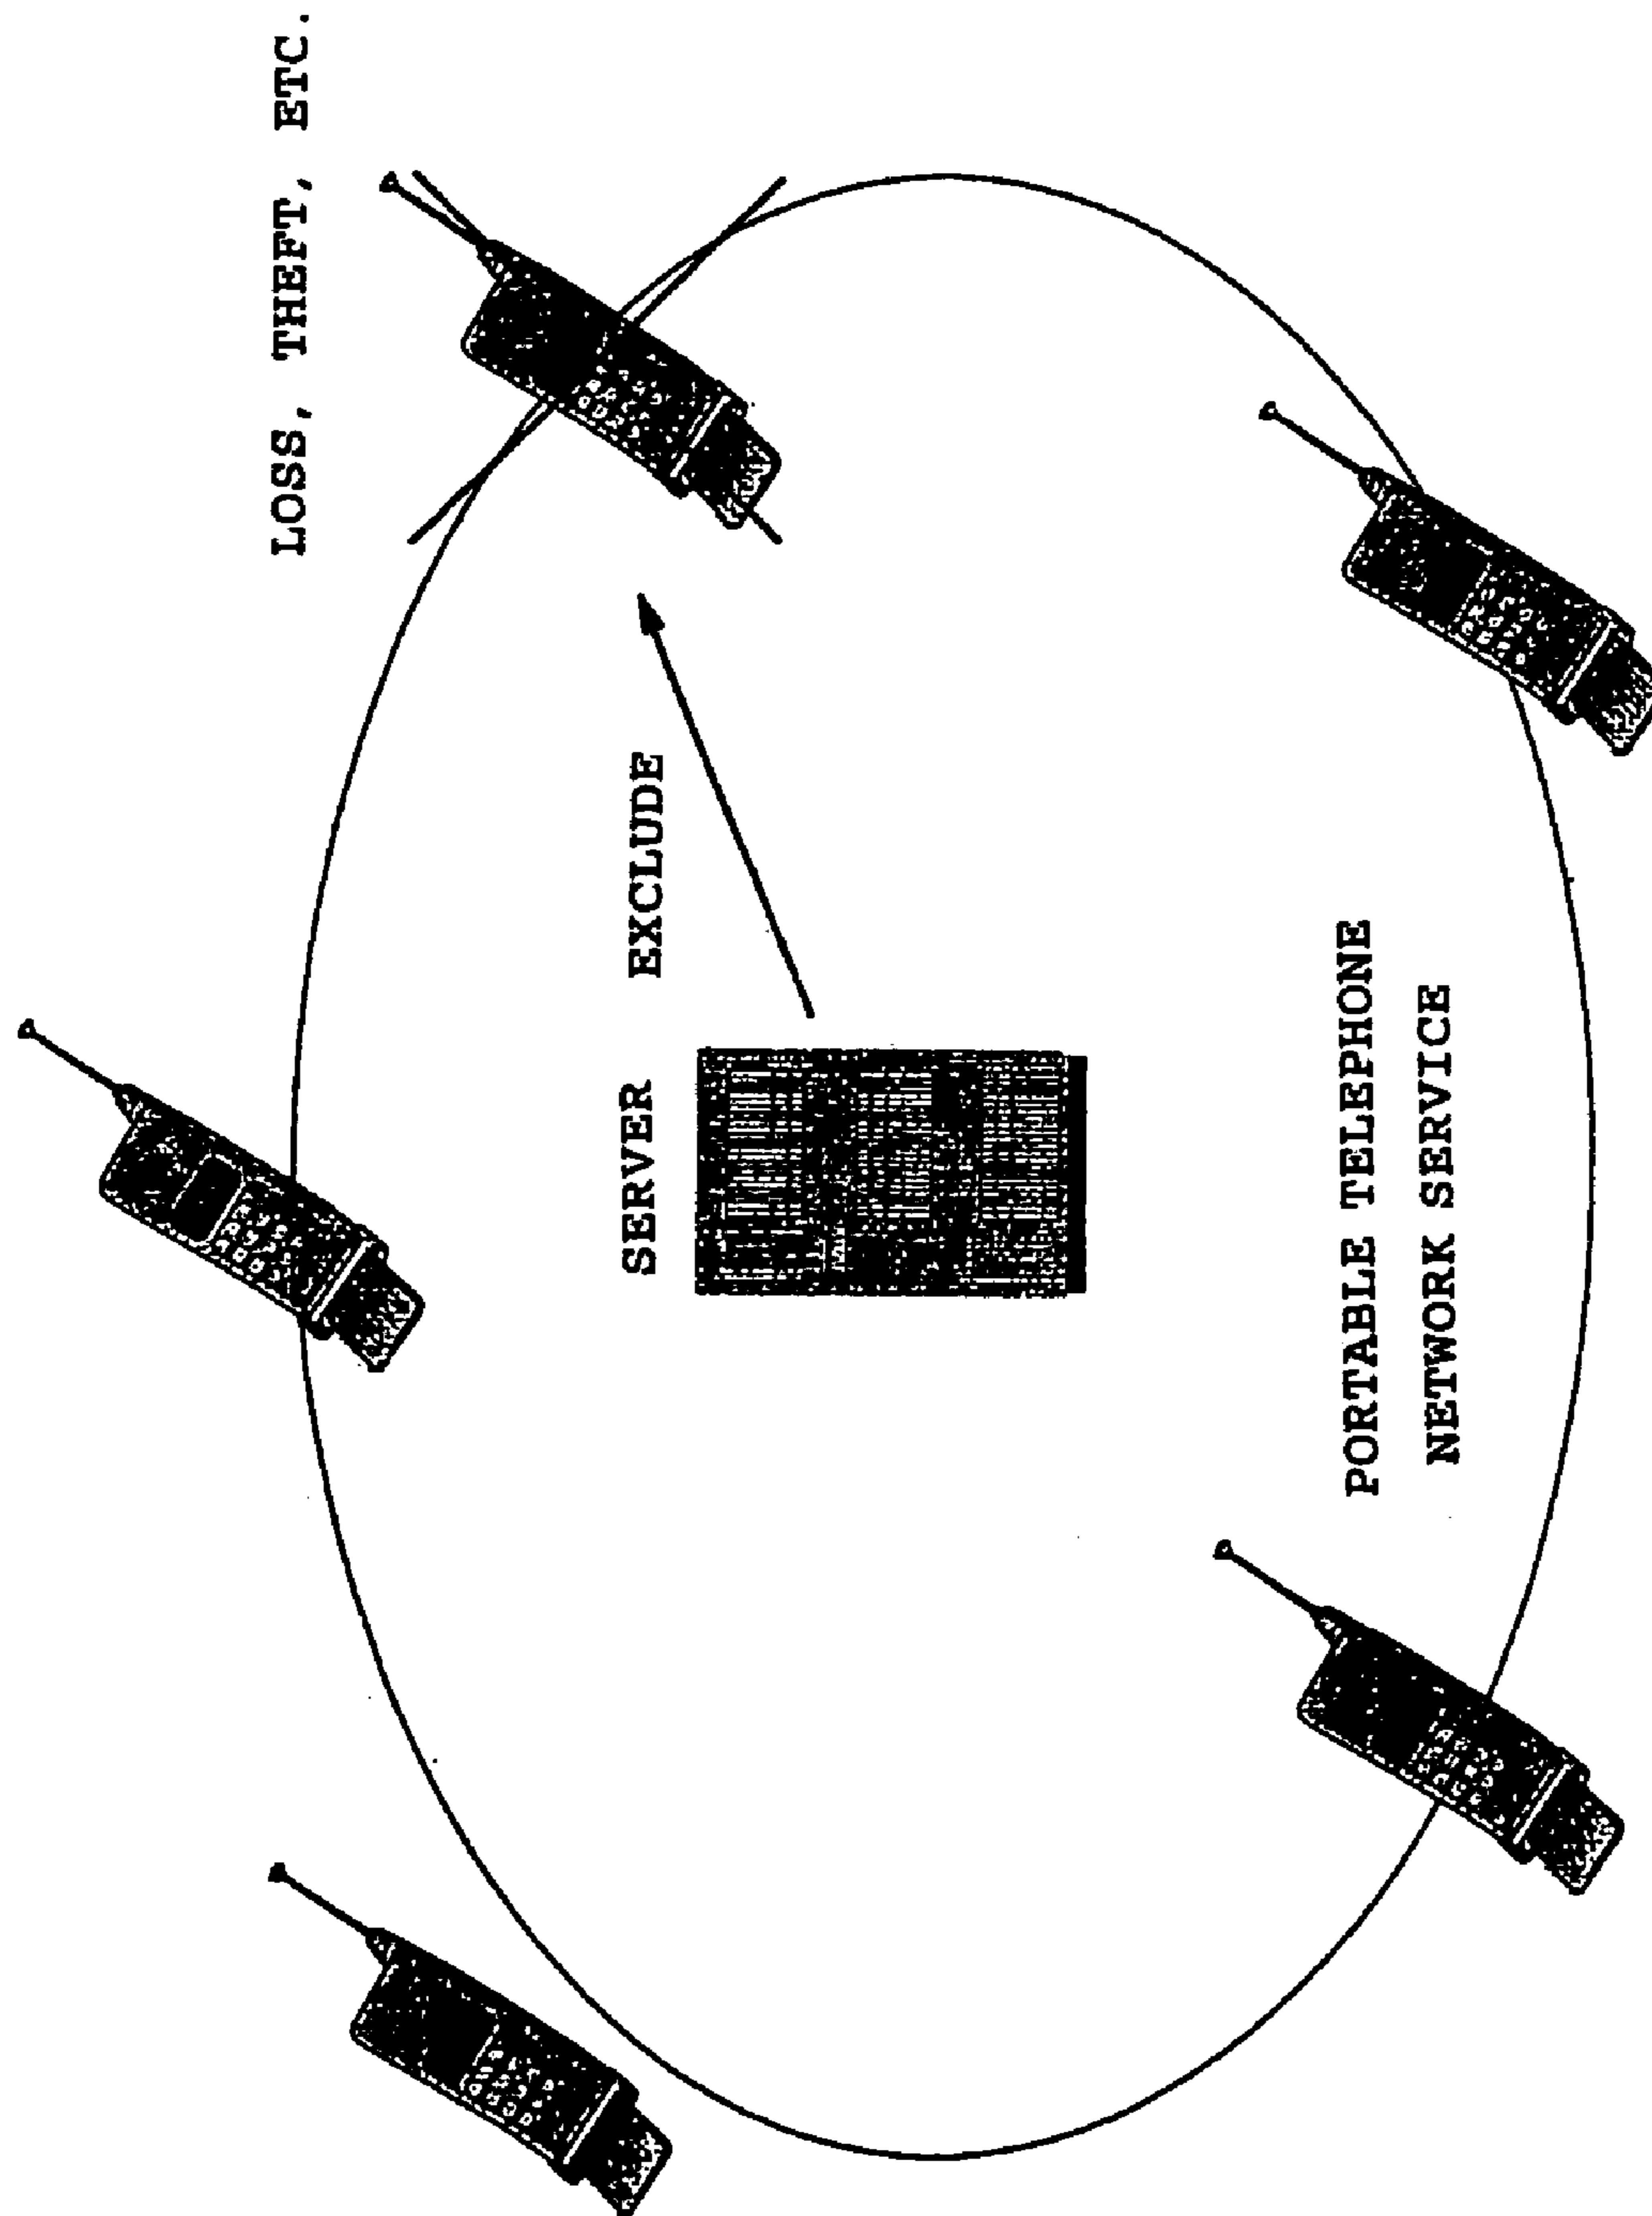 LOSS, THEFT, ETC.
SERVER
EXCLUDE
PORTABLE TELEPHONE
NETWORK SERVICE